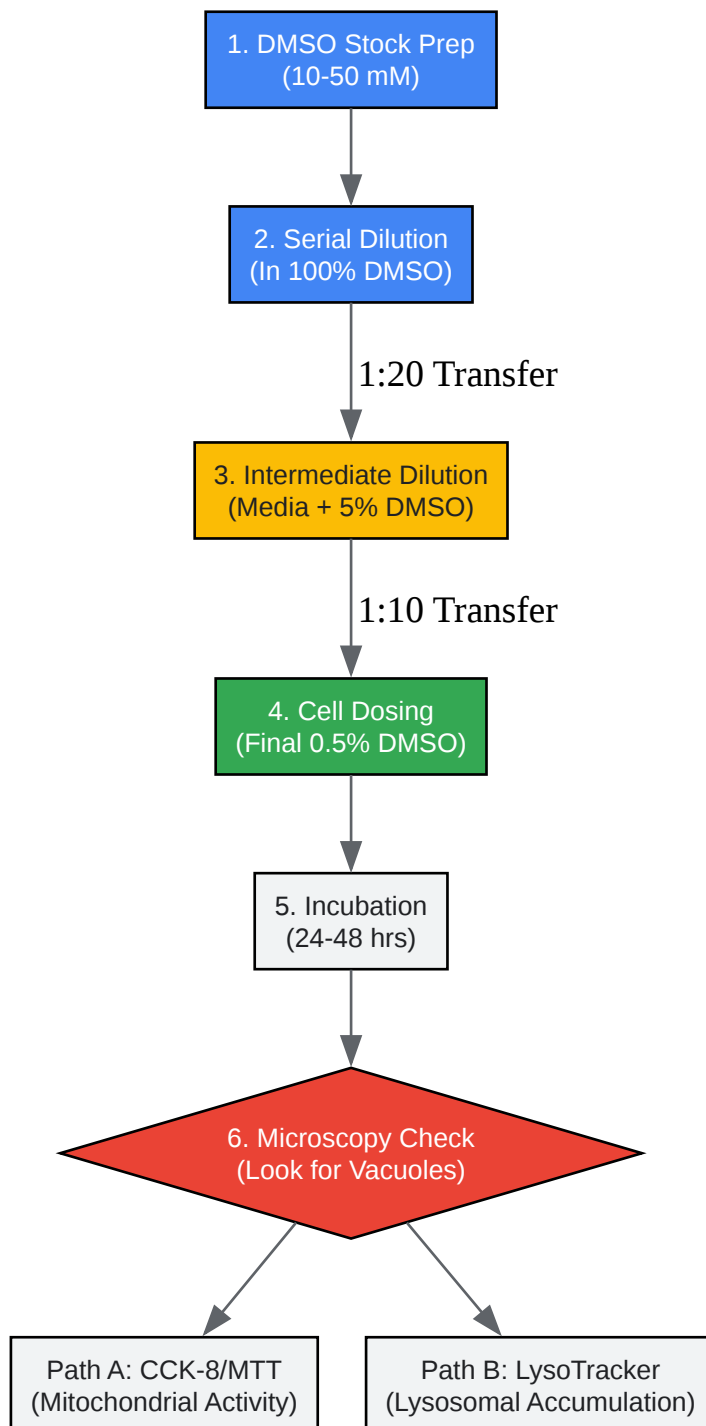 1. DMSO Stock Prep
(10-50 mM)
2. Serial Dilution
(In 100% DMSO)
1:20 Transfer
3. Intermediate Dilution
(Media + 5% DMSO)
1:10 Transfer
4. Cell Dosing
(Final 0.5% DMSO)
5. Incubation
(24-48 hrs)
6. Microscopy Check
(Look for Vacuoles)
Path A: CCK-8/MTT
(Mitochondrial Activity)
Path B: LysoTracker
(Lysosomal Accumulation)